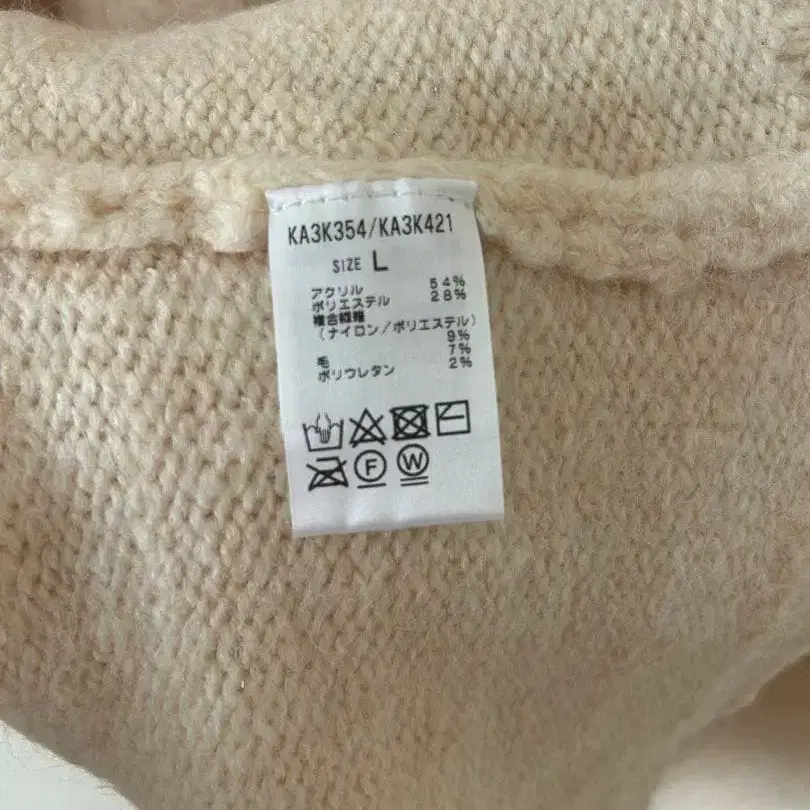 KA3K354/KA3K421
SIZE L
アクリル 54%
ポリエステル 28%
複合繊維
(ナイロン/ポリエステル)
9%
毛 7%
ポリウレタン 2%
F W